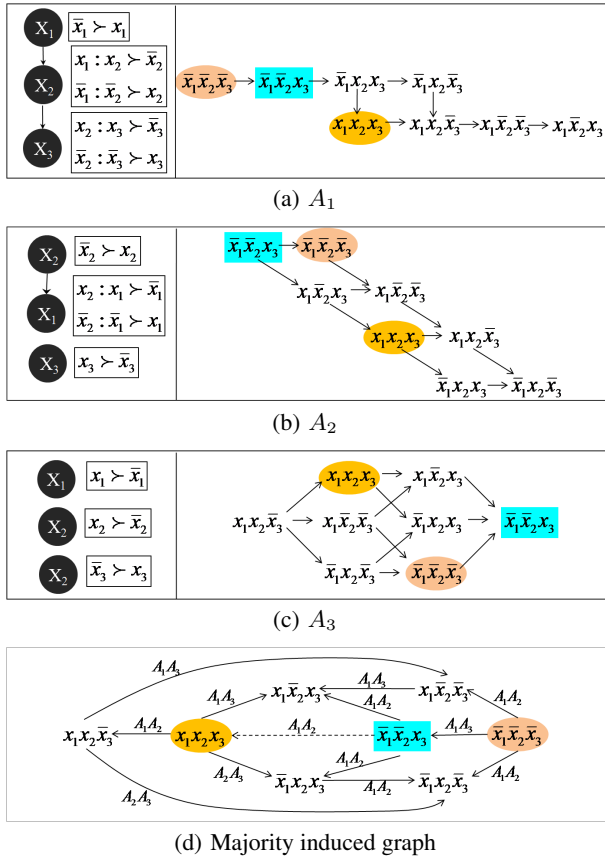 X₁ x̄₁ ≻ x₁
x₁ : x₂ ≻ x̄₂
X₂ x̄₁ : x̄₂ ≻ x₂
x₂ : x₃ ≻ x̄₃
X₃ x̄₂ : x̄₃ ≻ x₃
x̄₁x̄₂x̄₃ x̄₁x̄₂x₃ x̄₁x₂x₃ x̄₁x₂x̄₃
x₁x₂x₃ x₁x₂x̄₃ x₁x̄₂x̄₃ x₁x̄₂x₃
(a) A₁
X₂ x̄₂ ≻ x₂
x₂ : x₁ ≻ x̄₁
X₁ x̄₂ : x̄₁ ≻ x₁
X₃ x₃ ≻ x̄₃
x̄₁x̄₂x₃ x̄₁x̄₂x̄₃
x₁x̄₂x₃ x₁x̄₂x̄₃
x₁x₂x₃ x₁x₂x̄₃
x̄₁x₂x₃ x̄₁x₂x̄₃
(b) A₂
X₁ x₁ ≻ x̄₁
X₂ x₂ ≻ x̄₂
X₂ x̄₃ ≻ x₃
x₁x₂x₃ x₁x̄₂x₃
x₁x₂x̄₃ x₁x̄₂x̄₃ x̄₁x₂x₃ x̄₁x̄₂x₃
x̄₁x₂x̄₃ x̄₁x̄₂x̄₃
(c) A₃
A₁A₃
A₁A₃ x₁x̄₂x₃ A₁A₃ x₁x̄₂x̄₃
A₁A₂ A₁A₂
x₁x₂x̄₃ A₁A₂ x₁x₂x₃ A₁A₂ x̄₁x̄₂x₃ A₁A₃ x̄₁x̄₂x̄₃
A₂A₃ A₁A₂ A₁A₂
A₂A₃ x̄₁x₂x₃ A₁A₂ x̄₁x₂x̄₃
(d) Majority induced graph